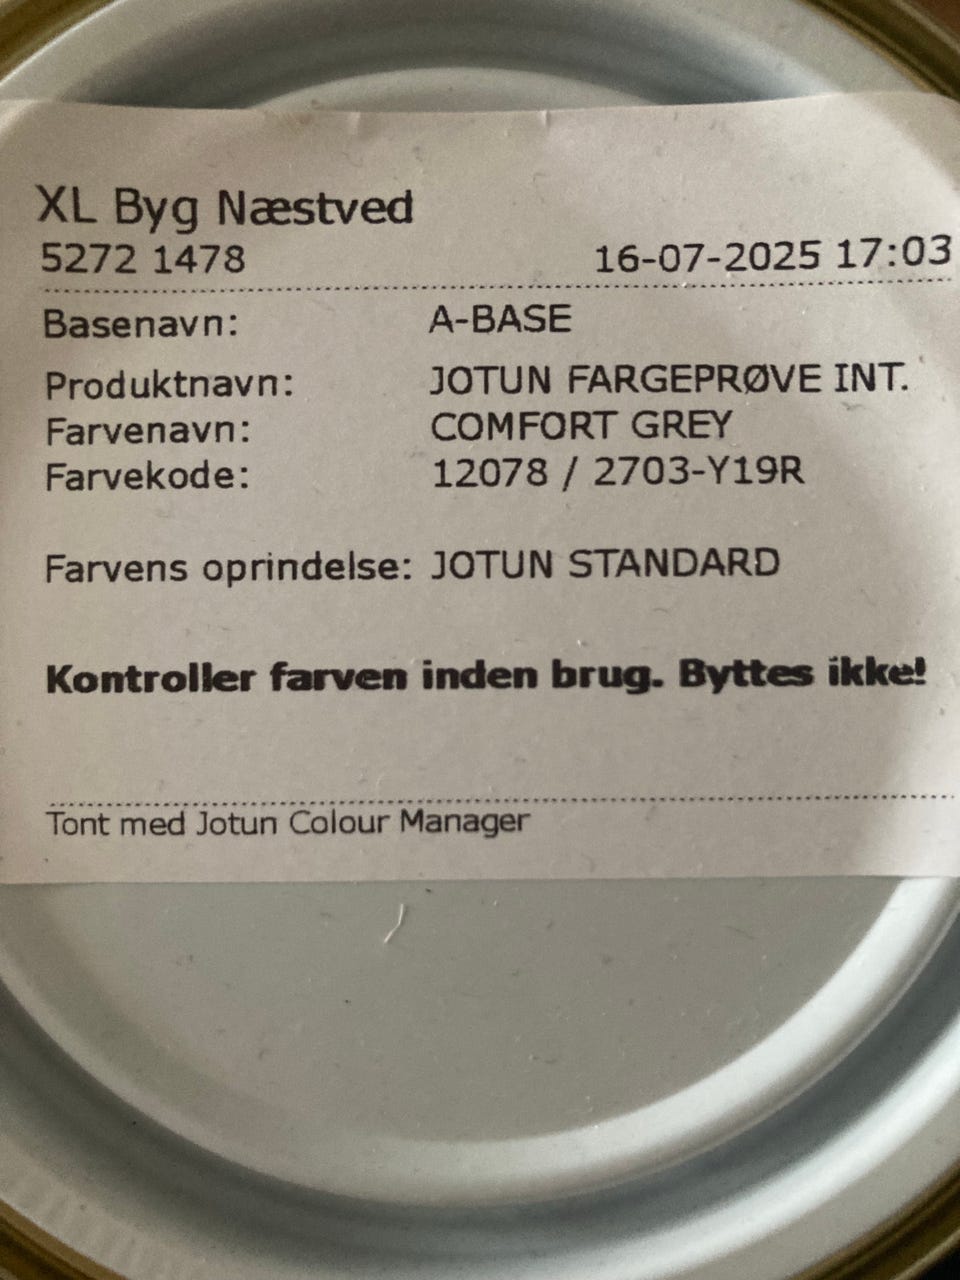 XL Byg Næstved
5272 1478 16-07-2025 17:03
Basenavn: A-BASE
Produktnavn: JOTUN FARGEPRØVE INT.
Farvenavn: COMFORT GREY
Farvekode: 12078 / 2703-Y19R
Farvens oprindelse: JOTUN STANDARD
Kontroller farven inden brug. Byttes ikke!
Tont med Jotun Colour Manager